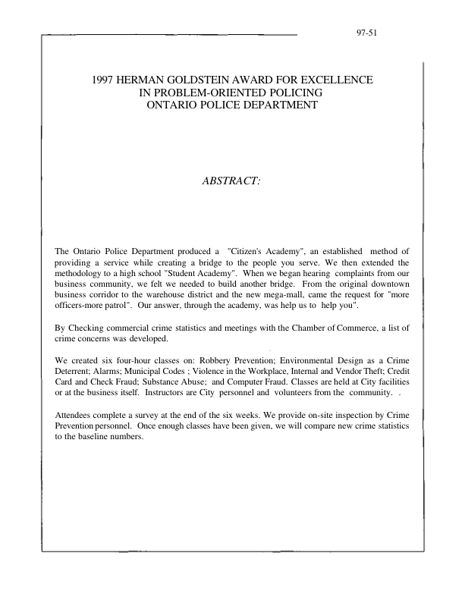 97-51
1997 HERMAN GOLDSTEIN AWARD FOR EXCELLENCE
IN PROBLEM-ORIENTED POLICING
ONTARIO POLICE DEPARTMENT
ABSTRACT:
The Ontario Police Department produced a "Citizen's Academy", an established method of
providing a service while creating a bridge to the people you serve. We then extended the
methodology to a high school "Student Academy". When we began hearing complaints from our
business community, we felt we needed to build another bridge. From the original downtown
business corridor to the warehouse district and the new mega-mall, came the request for "more
officers-more patrol". Our answer, through the academy, was help us to help you".
By Checking commercial crime statistics and meetings with the Chamber of Commerce, a list of
crime concerns was developed.
We created six four-hour classes on: Robbery Prevention; Environmental Design as a Crime
Deterrent; Alarms; Municipal Codes ; Violence in the Workplace, Internal and Vendor Theft; Credit
Card and Check Fraud; Substance Abuse; and Computer Fraud. Classes are held at City facilities
or at the business itself. Instructors are City personnel and volunteers from the community. .
Attendees complete a survey at the end of the six weeks. We provide on-site inspection by Crime
Prevention personnel. Once enough classes have been given, we will compare new crime statistics
to the baseline numbers.